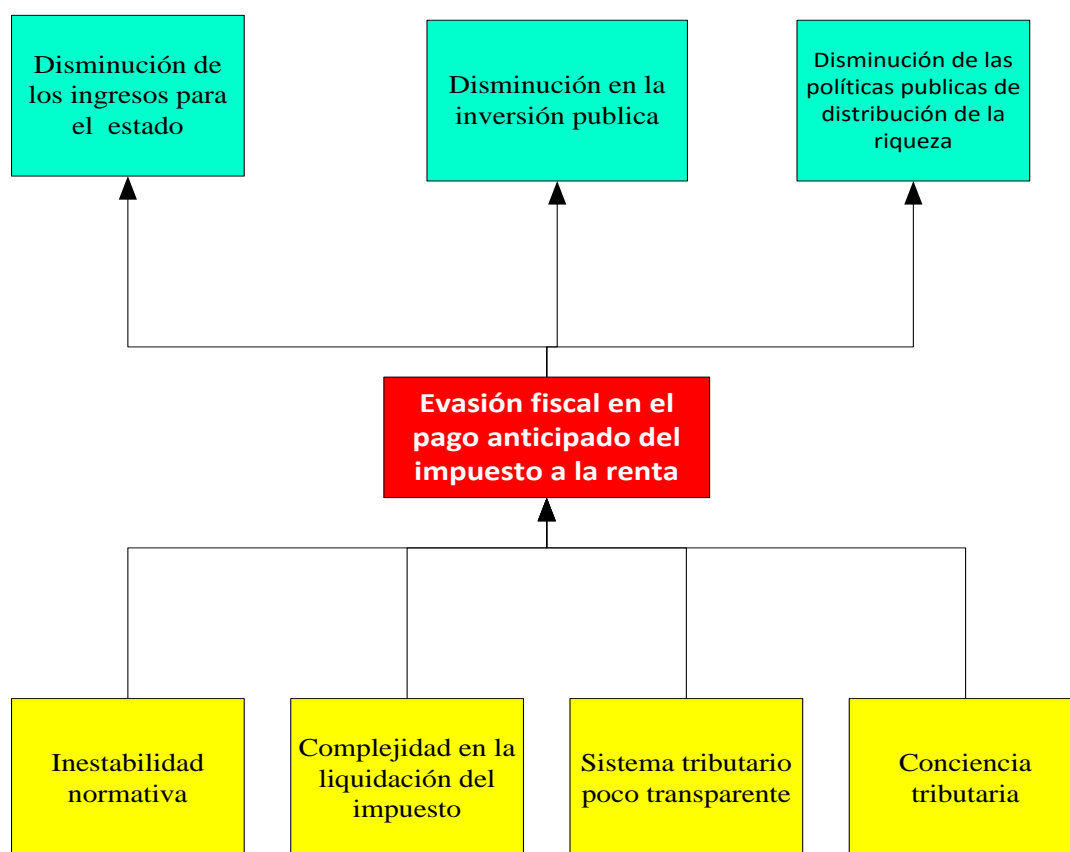 Disminución de
los ingresos para
el estado
Disminución en la
inversión publica
Disminución de las
políticas publicas de
distribución de la
riqueza
Evasión fiscal en el
pago anticipado del
impuesto a la renta
Inestabilidad
normativa
Complejidad en la
liquidación del
impuesto
Sistema tributario
poco transparente
Conciencia
tributaria